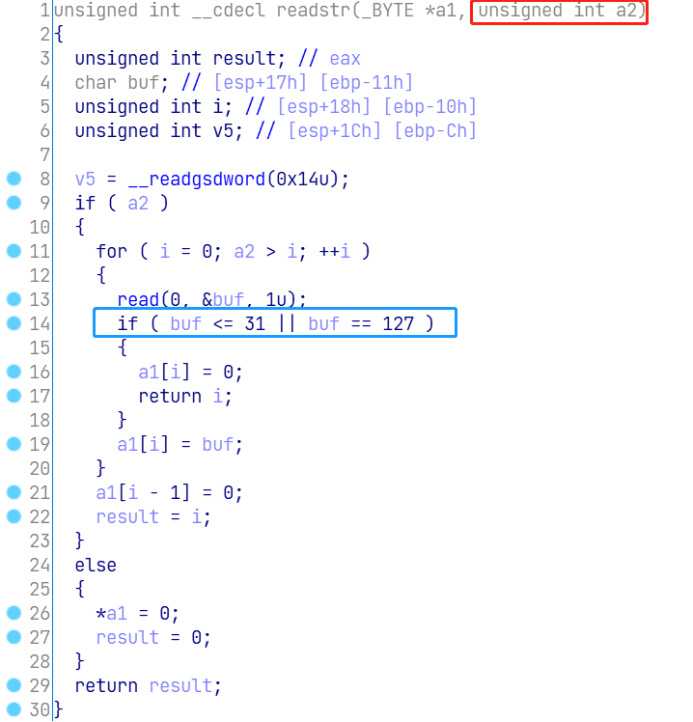 1 unsigned int __cdecl readstr(_BYTE *a1, unsigned int a2)
2 {
3 unsigned int result; // eax
4 char buf; // [esp+17h] [ebp-11h]
5 unsigned int i; // [esp+18h] [ebp-10h]
6 unsigned int v5; // [esp+1Ch] [ebp-Ch]
7
8 v5 = __readgsdword(0x14u);
9 if ( a2 )
10 {
11 for ( i = 0; a2 > i; ++i )
12 {
13 read(0, &buf, 1u);
14 if ( buf <= 31 || buf == 127 )
15 {
16 a1[i] = 0;
17 return i;
18 }
19 a1[i] = buf;
20 }
21 a1[i - 1] = 0;
22 result = i;
23 }
24 else
25 {
26 *a1 = 0;
27 result = 0;
28 }
29 return result;
30 }